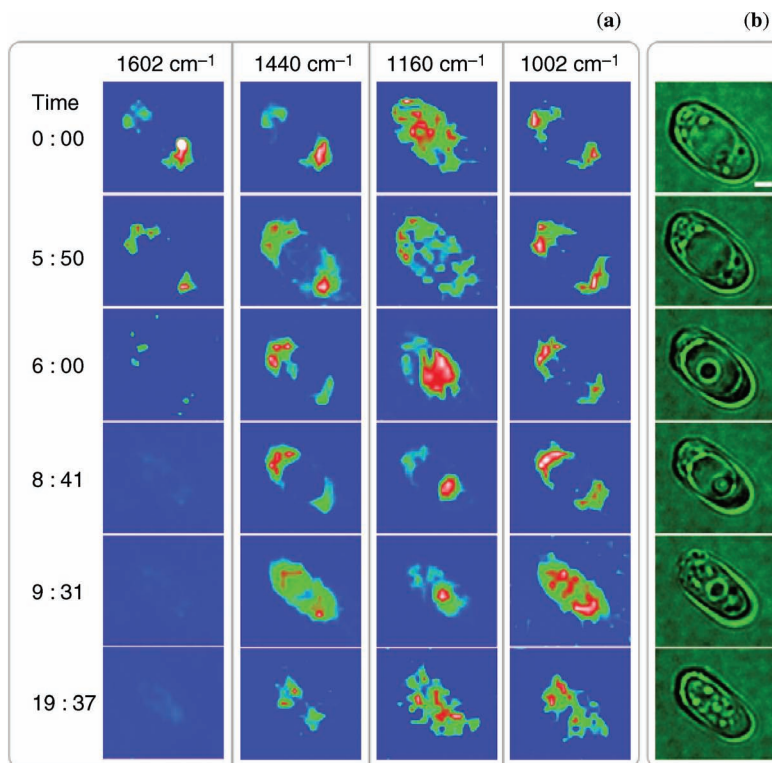 (a) (b)
1602 cm⁻¹ 1440 cm⁻¹ 1160 cm⁻¹ 1002 cm⁻¹
Time
0 : 00
5 : 50
6 : 00
8 : 41
9 : 31
19 : 37